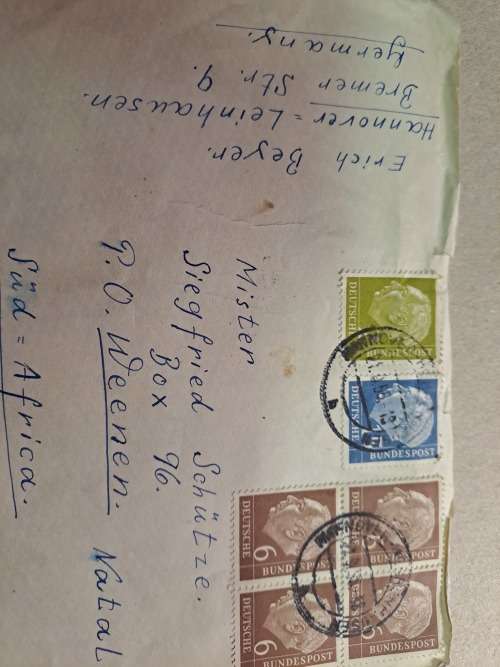 Erich Beyer.
Hannover = Leinhausen.
Bremer Str. 9.
Germany.
Mister
Siegfried Schütze.
Box 96.
P.O. Weenen. Natal
Süd = Africa.
DEUTSCHE
BUNDESPOST
DEUTSCHE
BUNDESPOST
DEUTSCHE
6
BUNDESPOST
DEUTSCHE
6
BUNDESPOST
DEUTSCHE
6
BUNDESPOST
6
BUNDESPOST